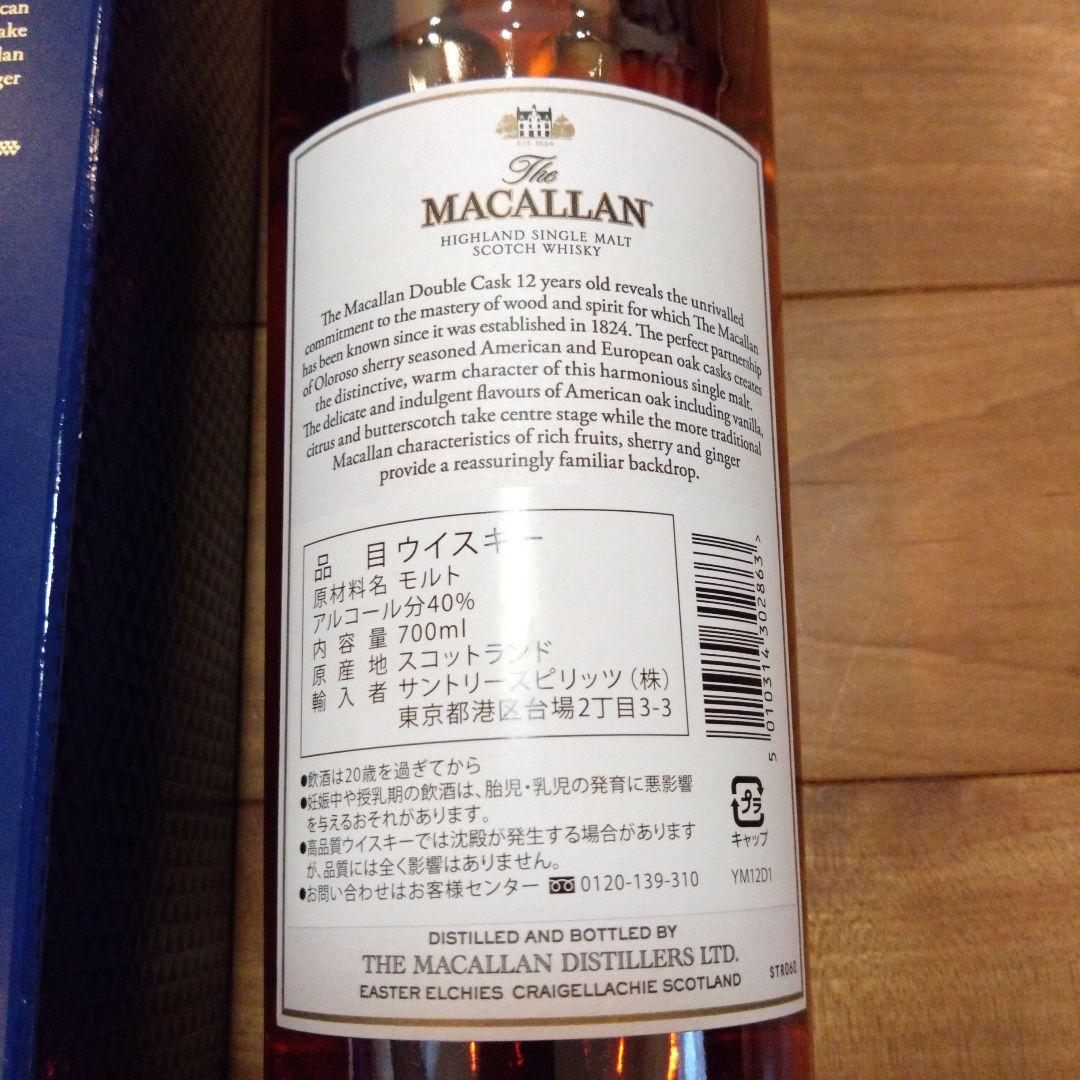 can
ake
lan
ger
EST. 1824
The
MACALLAN
HIGHLAND SINGLE MALT
SCOTCH WHISKY
The Macallan Double Cask 12 years old reveals the unrivalled
commitment to the mastery of wood and spirit for which The Macallan
has been known since it was established in 1824. The perfect partnership
of Oloroso sherry seasoned American and European oak casks creates
the distinctive, warm character of this harmonious single malt.
The delicate and indulgent flavours of American oak including vanilla,
citrus and butterscotch take centre stage while the more traditional
Macallan characteristics of rich fruits, sherry and ginger
provide a reassuringly familiar backdrop.
品 目 ウイスキー
原材料名 モルト
アルコール分40%
内容量 700ml
原産地 スコットランド
輸入者 サントリースピリッツ(株)
東京都港区台場2丁目3-3
5 010314 302863 >
●飲酒は20歳を過ぎてから
●妊娠中や授乳期の飲酒は、胎児・乳児の発育に悪影響
を与えるおそれがあります。
●高品質ウイスキーでは沈殿が発生する場合があります
が、品質には全く影響はありません。
●お問い合わせはお客様センター 0120-139-310
プラ
キャップ
YM12D1
DISTILLED AND BOTTLED BY
THE MACALLAN DISTILLERS LTD.
EASTER ELCHIES CRAIGELLACHIE SCOTLAND
STR060